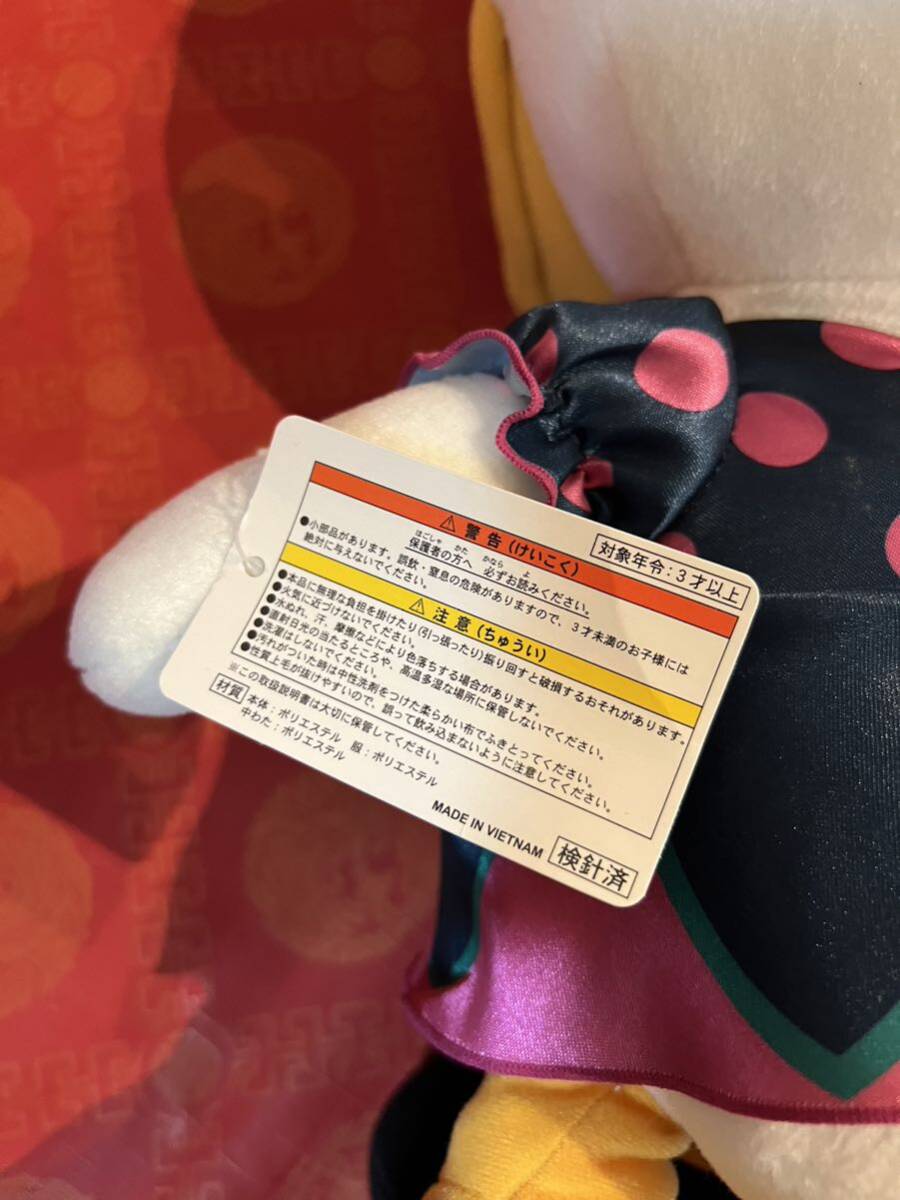 ⚠ 警告 (けいこく)
対象年令:3才以上
ほごしゃ かた かなら よ
保護者の方へ 必ずお読みください。
●小部品があります。誤飲・窒息の危険がありますので、3才未満のお子様には
絶対に与えないでください。
⚠ 注意 (ちゅうい)
●本品に無理な負担を掛けたり(引っ張ったり)振り回すと破損するおそれがあります。
●火気に近づけないでください。
●水ぬれ、汗、摩擦などにより色落ちする場合があります。
●直射日光の当たるところや、高温多湿な場所に保管しないでください。
●洗濯はしないでください。
●汚れがついた時は中性洗剤をつけた柔らかい布でふきとってください。
●性質上毛が抜けやすいので、誤って飲み込まないように注意してください。
※この取扱説明書は大切に保管してください。
材質 本体:ポリエステル 服:ポリエステル
中わた:ポリエステル
MADE IN VIETNAM
検針済